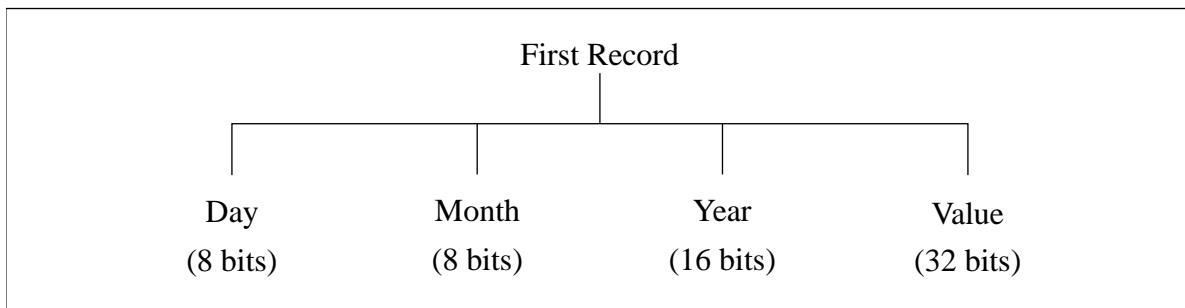 First Record
Day Month Year Value
(8 bits) (8 bits) (16 bits) (32 bits)